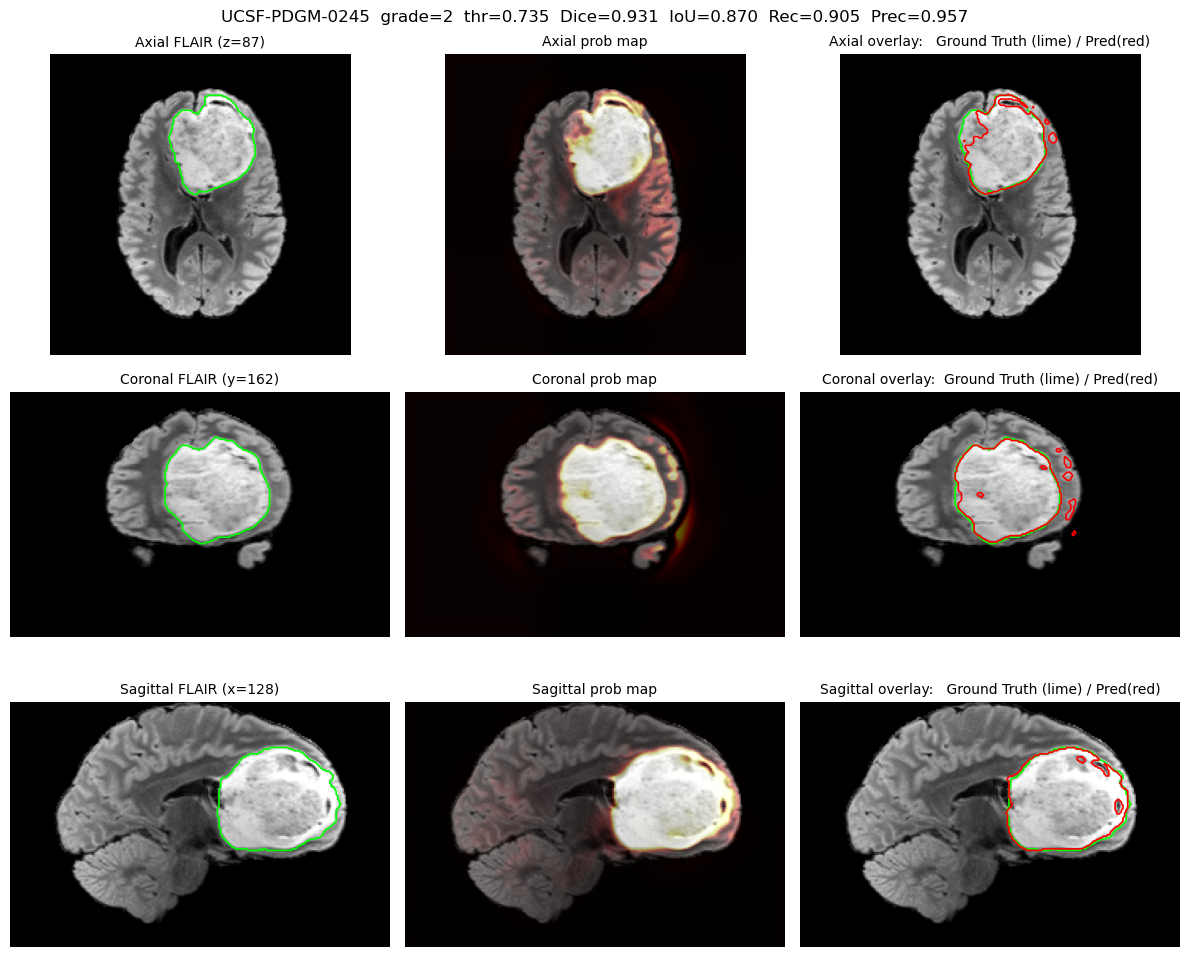 UCSF-PDGM-0245  grade=2  thr=0.735  Dice=0.931  IoU=0.870  Rec=0.905  Prec=0.957
Axial FLAIR (z=87)
Axial prob map
Axial overlay:   Ground Truth (lime) / Pred(red)
Coronal FLAIR (y=162)
Coronal prob map
Coronal overlay:  Ground Truth (lime) / Pred(red)
Sagittal FLAIR (x=128)
Sagittal prob map
Sagittal overlay:   Ground Truth (lime) / Pred(red)